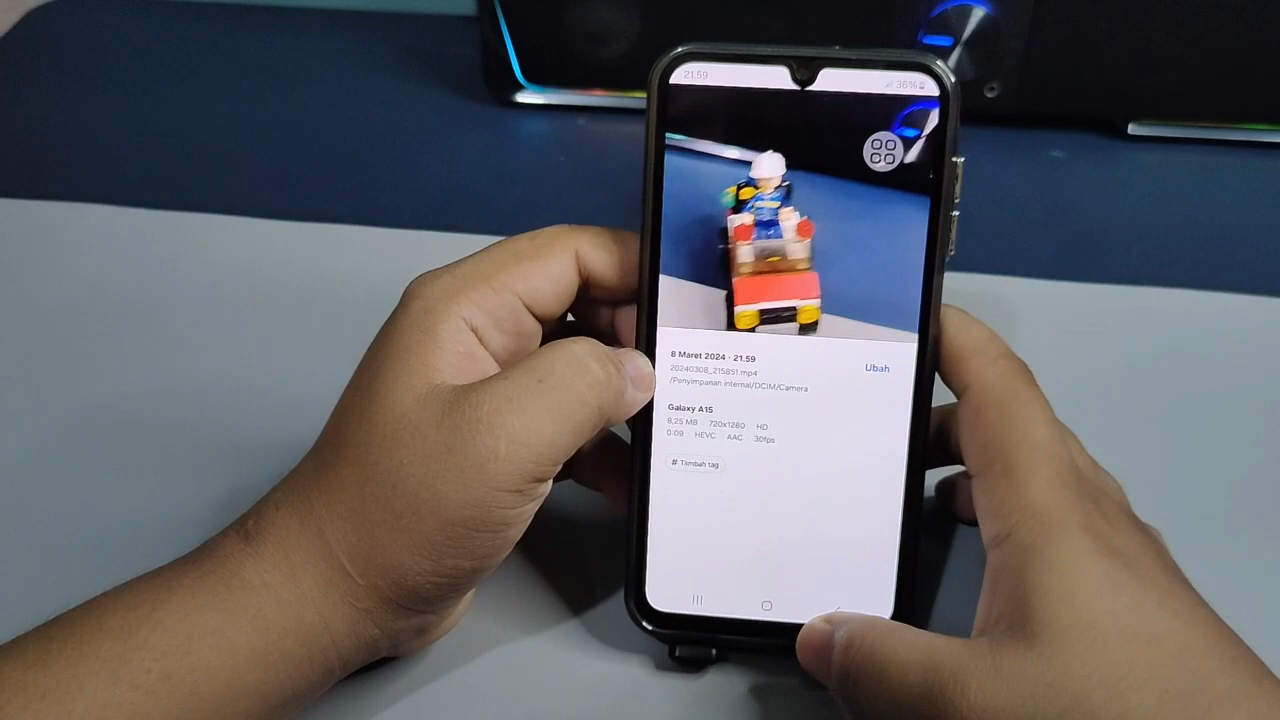 21.59
36%
8 Maret 2024 · 21.59
Ubah
20240308_215851.mp4
/Penyimpanan internal/DCIM/Camera
Galaxy A15
8,25 MB 720x1280 HD
0:09 HEVC AAC 30fps
# Tambah tag